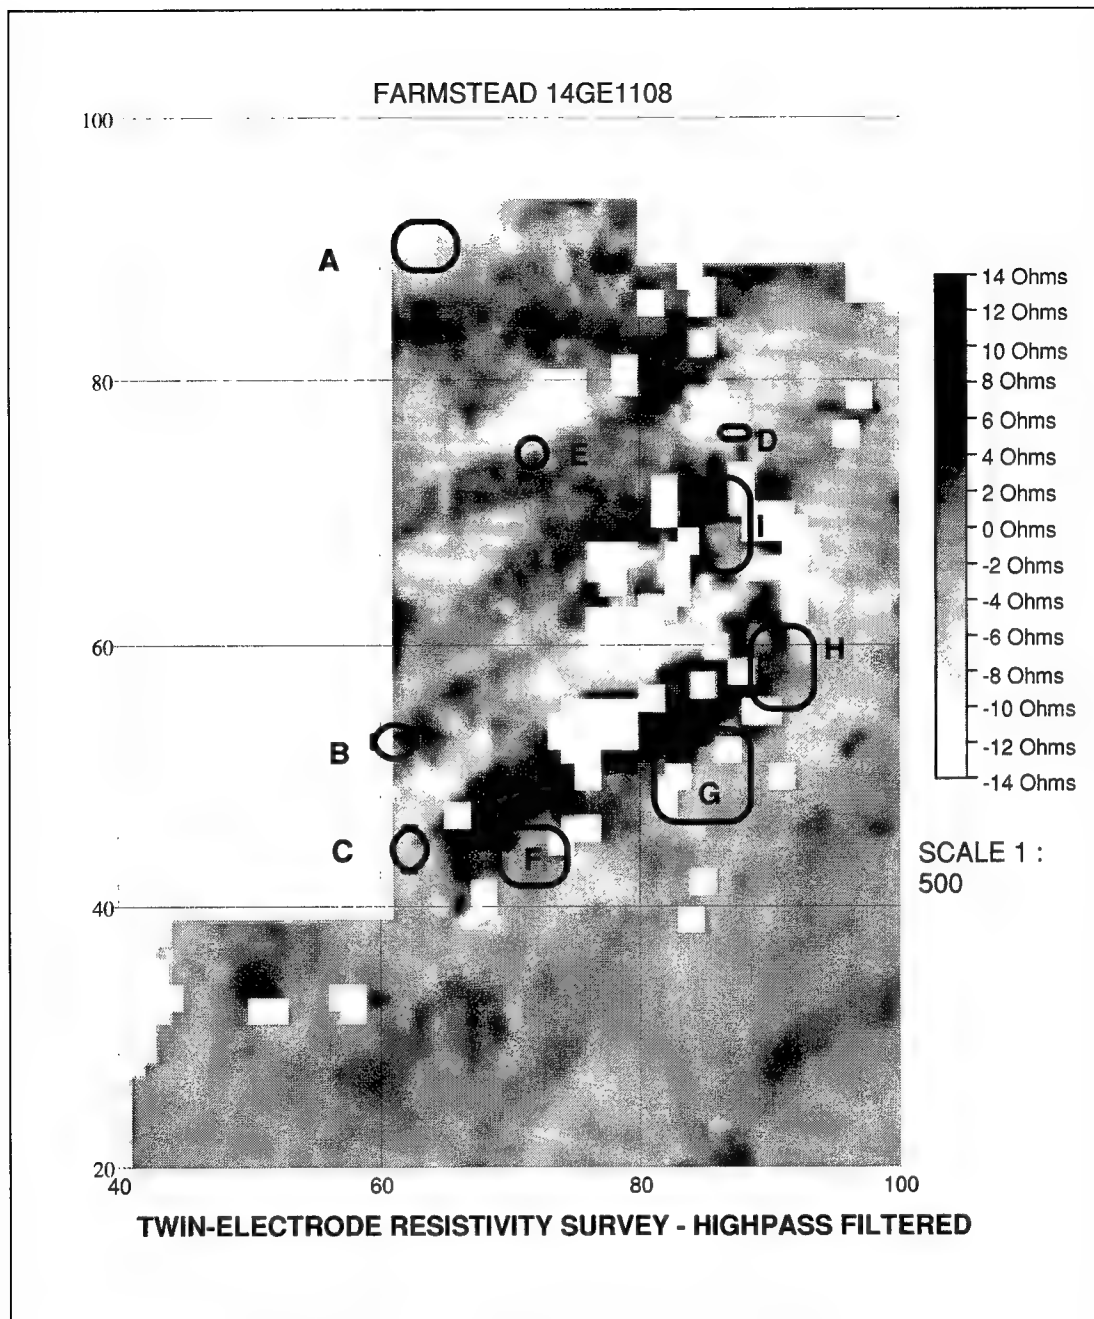 FARMSTEAD 14GE1108
100
A
14 Ohms
12 Ohms
10 Ohms
80
8 Ohms
6 Ohms
D
E
4 Ohms
2 Ohms
I
0 Ohms
-2 Ohms
-4 Ohms
60
-6 Ohms
H
-8 Ohms
-10 Ohms
B
-12 Ohms
-14 Ohms
G
C
F
SCALE 1 :
500
40
20
40
60
80
100
TWIN-ELECTRODE RESISTIVITY SURVEY - HIGHPASS FILTERED